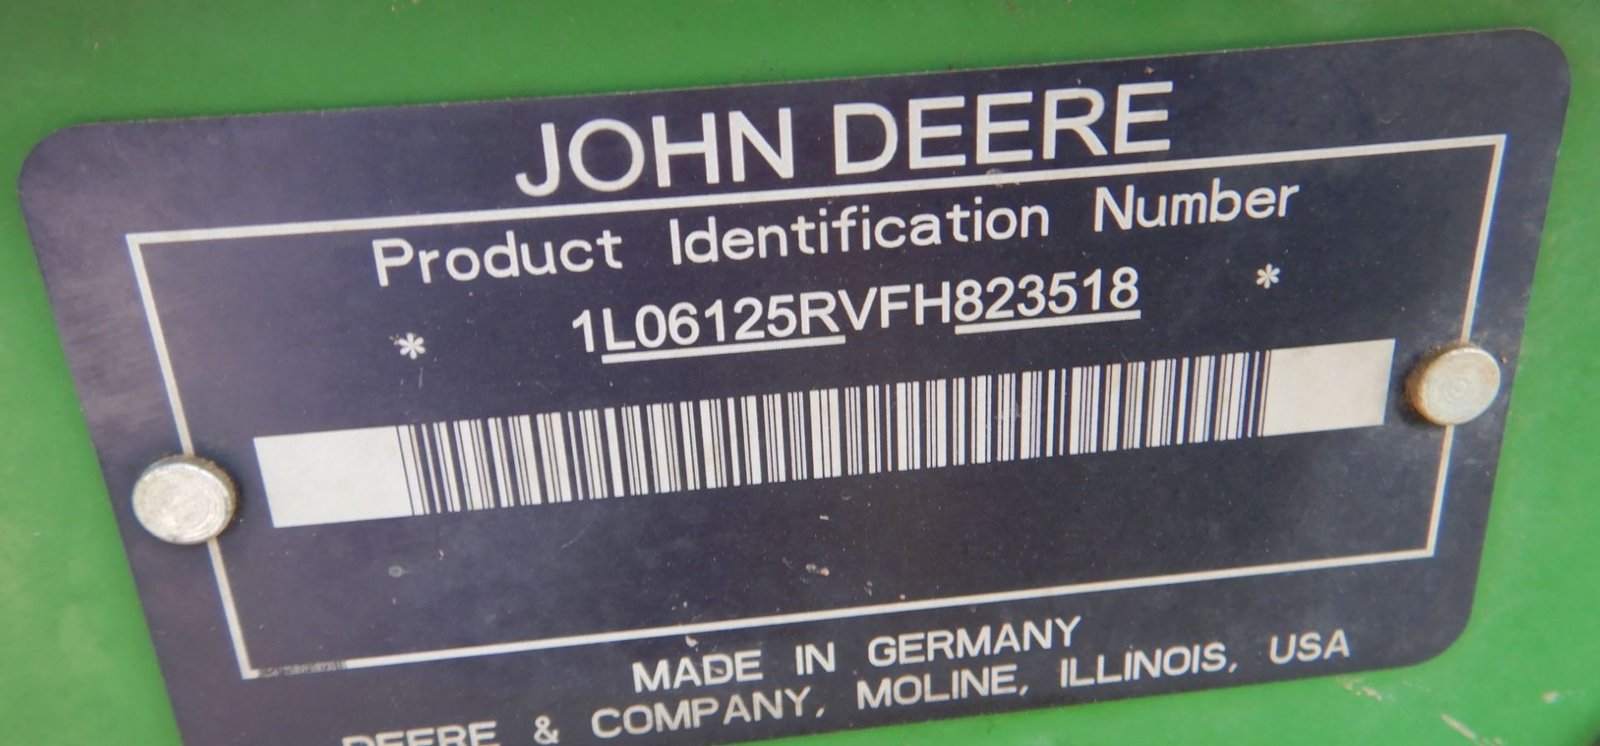 JOHN DEERE
Product Identification Number
* 1L06125RVFH823518 *
MADE IN GERMANY
DEERE & COMPANY, MOLINE, ILLINOIS, USA